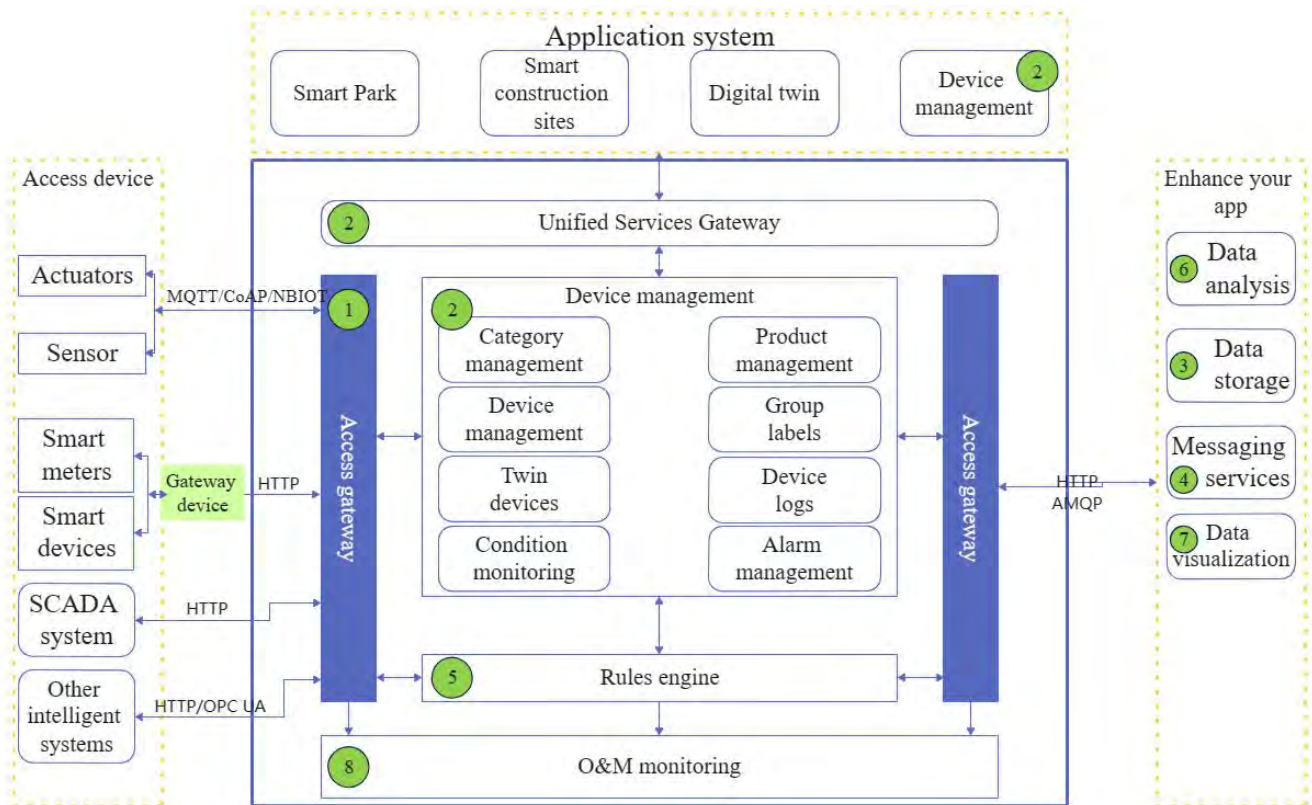 Application system
Smart Park
Smart
construction
sites
Digital twin
Device
management
2
Access device
Actuators
Sensor
MQTT/CoAP/NBIOT
Smart
meters
Smart
devices
Gateway
device
HTTP
SCADA
system
HTTP
Other
intelligent
systems
HTTP/OPC UA
2
Unified Services Gateway
1
Access gateway
2
Device management
Category
management
Product
management
Device
management
Group
labels
Twin
devices
Device
logs
Condition
monitoring
Alarm
management
5
Rules engine
8
O&M monitoring
Access gateway
HTTP
AMQP
Enhance your
app
6
Data
analysis
3
Data
storage
Messaging
4
services
7
Data
visualization